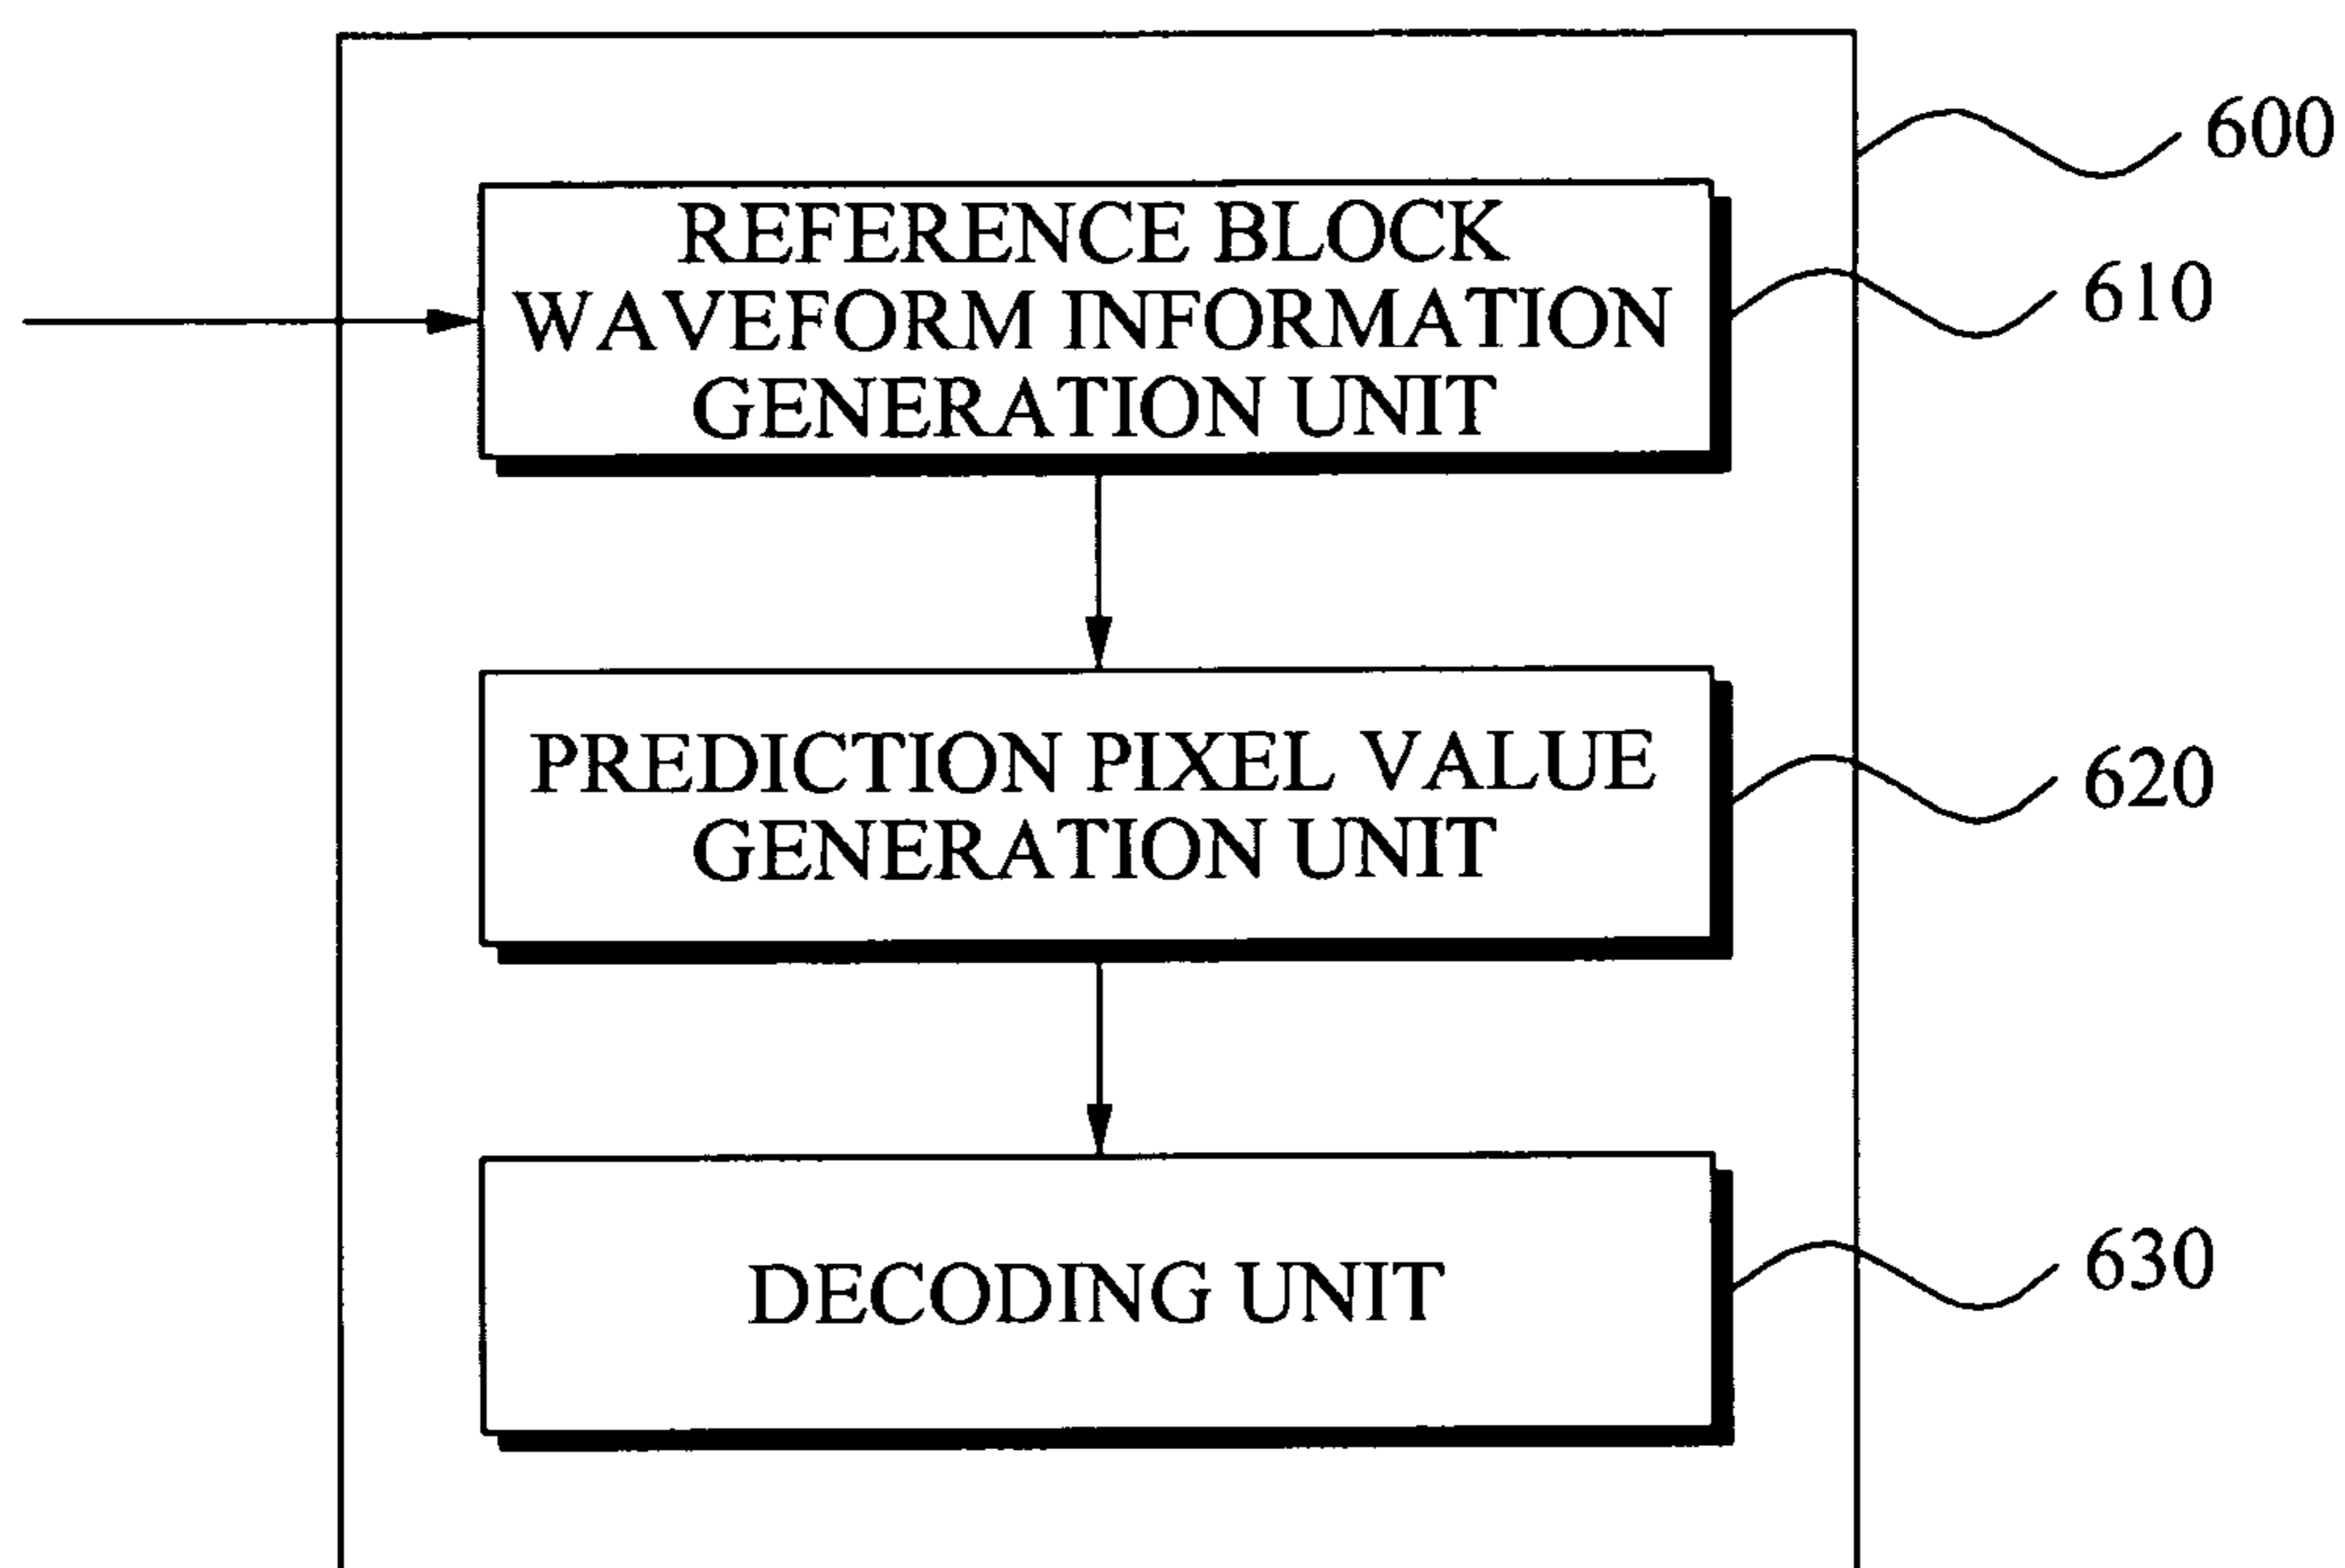 600
REFERENCE BLOCK
WAVEFORM INFORMATION
GENERATION UNIT
610
PREDICTION PIXEL VALUE
GENERATION UNIT
620
DECODING UNIT
630